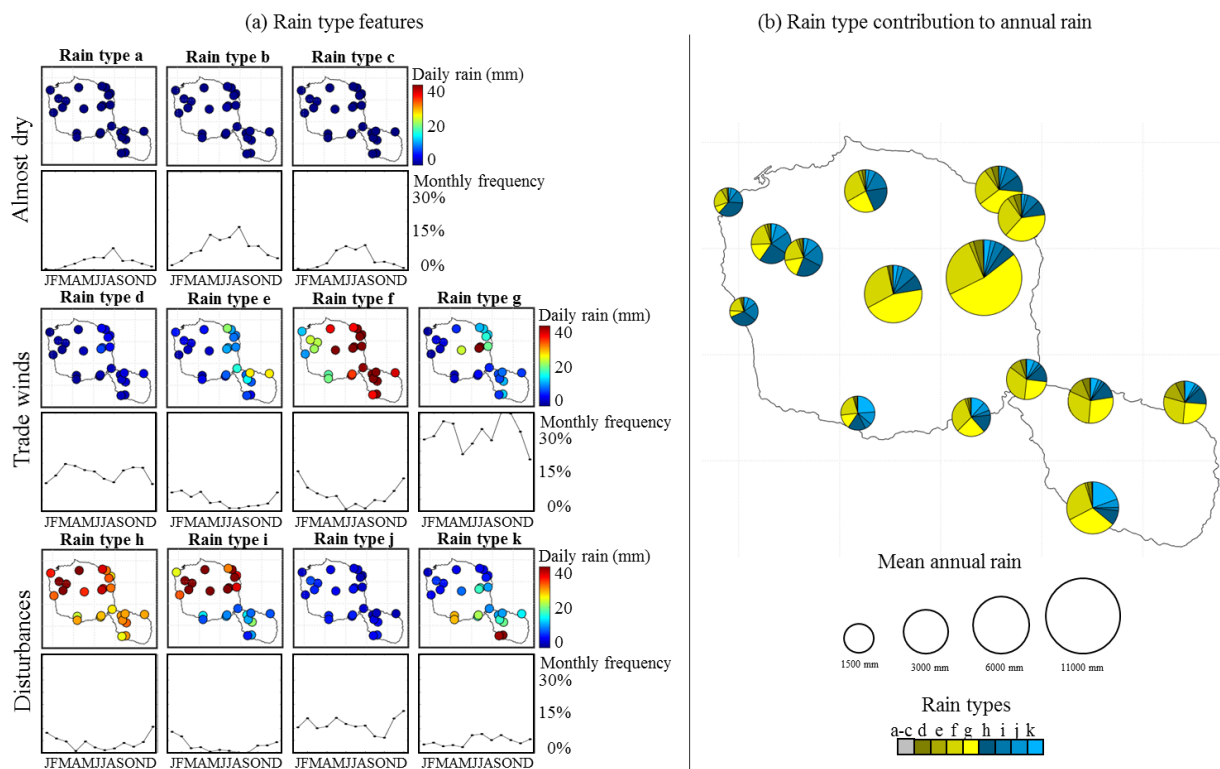 (a) Rain type features
(b) Rain type contribution to annual rain
Almost dry
Rain type a
Rain type b
Rain type c
Daily rain (mm)
40
20
0
Monthly frequency
30%
15%
0%
JFMAMJJASOND
JFMAMJJASOND
JFMAMJJASOND
Trade winds
Rain type d
Rain type e
Rain type f
Rain type g
Daily rain (mm)
40
20
0
Monthly frequency
30%
15%
0%
JFMAMJJASOND
JFMAMJJASOND
JFMAMJJASOND
JFMAMJJASOND
Disturbances
Rain type h
Rain type i
Rain type j
Rain type k
Daily rain (mm)
40
20
0
Monthly frequency
30%
15%
0%
JFMAMJJASOND
JFMAMJJASOND
JFMAMJJASOND
JFMAMJJASOND
Mean annual rain
1500 mm
3000 mm
6000 mm
11000 mm
Rain types
a-c d e f g h i j k